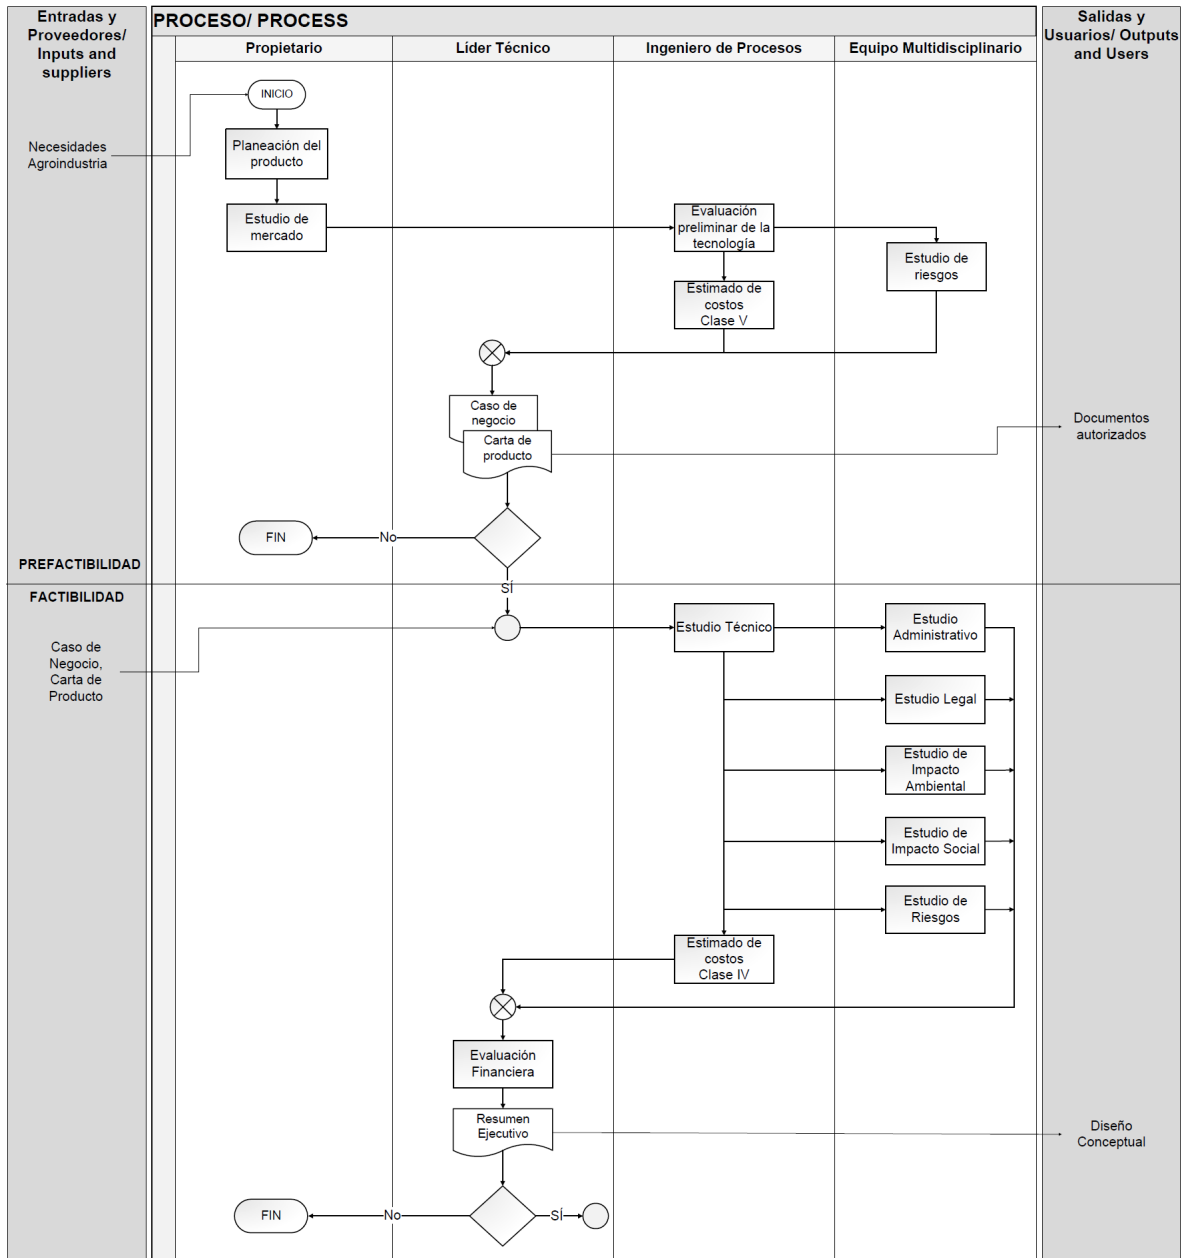 Entradas y
Proveedores/
Inputs and
suppliers
PROCESO/ PROCESS
Salidas y
Usuarios/ Outputs
and Users
Propietario
Líder Técnico
Ingeniero de Procesos
Equipo Multidisciplinario
INICIO
Necesidades
Agroindustria
Planeación del
producto
Estudio de
mercado
Evaluación
preliminar de la
tecnología
Estudio de
riesgos
Estimado de
costos
Clase V
Caso de
negocio
Carta de
producto
Documentos
autorizados
No
FIN
PREFACTIBILIDAD
SÍ
FACTIBILIDAD
Caso de
Negocio,
Carta de
Producto
Estudio Técnico
Estudio
Administrativo
Estudio Legal
Estudio de
Impacto
Ambiental
Estudio de
Impacto Social
Estudio de
Riesgos
Estimado de
costos
Clase IV
Evaluación
Financiera
Resumen
Ejecutivo
Diseño
Conceptual
FIN
No
SÍ